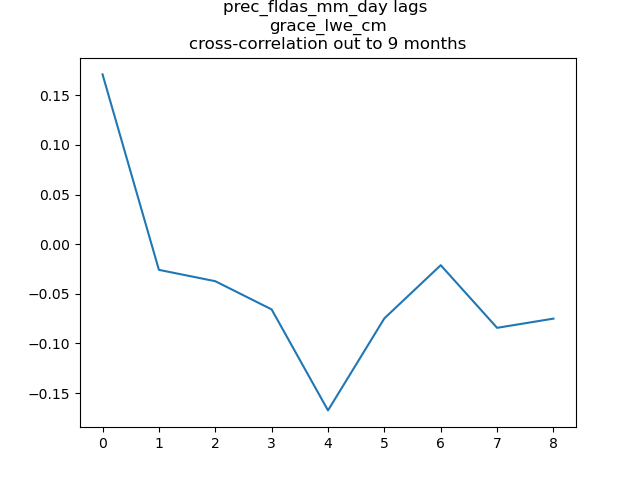 prec_fldas_mm_day lags
grace_lwe_cm
cross-correlation out to 9 months
0.15
0.10
0.05
0.00
−0.05
−0.10
−0.15
0 1 2 3 4 5 6 7 8